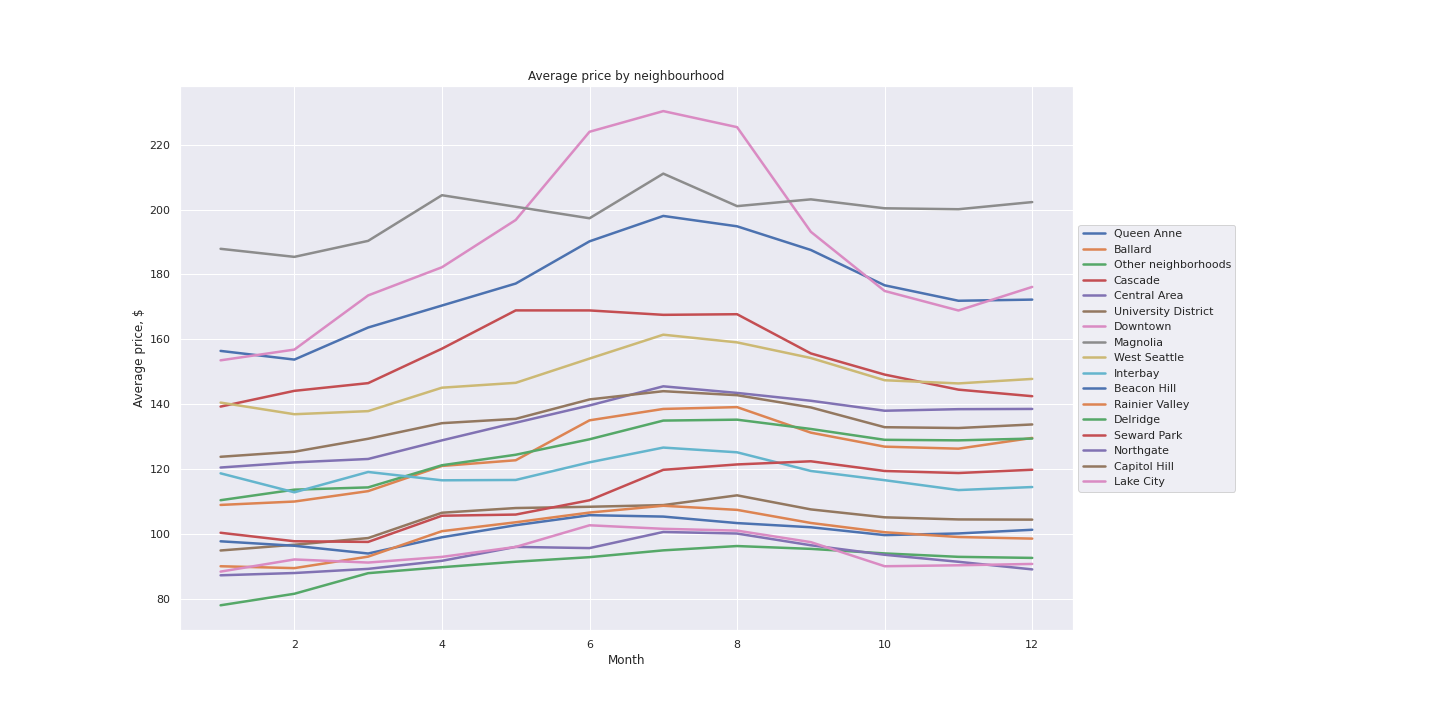 Average price by neighbourhood
Average price, $
220
200
180
160
140
120
100
80
2 4 6 8 10 12
Month
Queen Anne
Ballard
Other neighborhoods
Cascade
Central Area
University District
Downtown
Magnolia
West Seattle
Interbay
Beacon Hill
Rainier Valley
Delridge
Seward Park
Northgate
Capitol Hill
Lake City